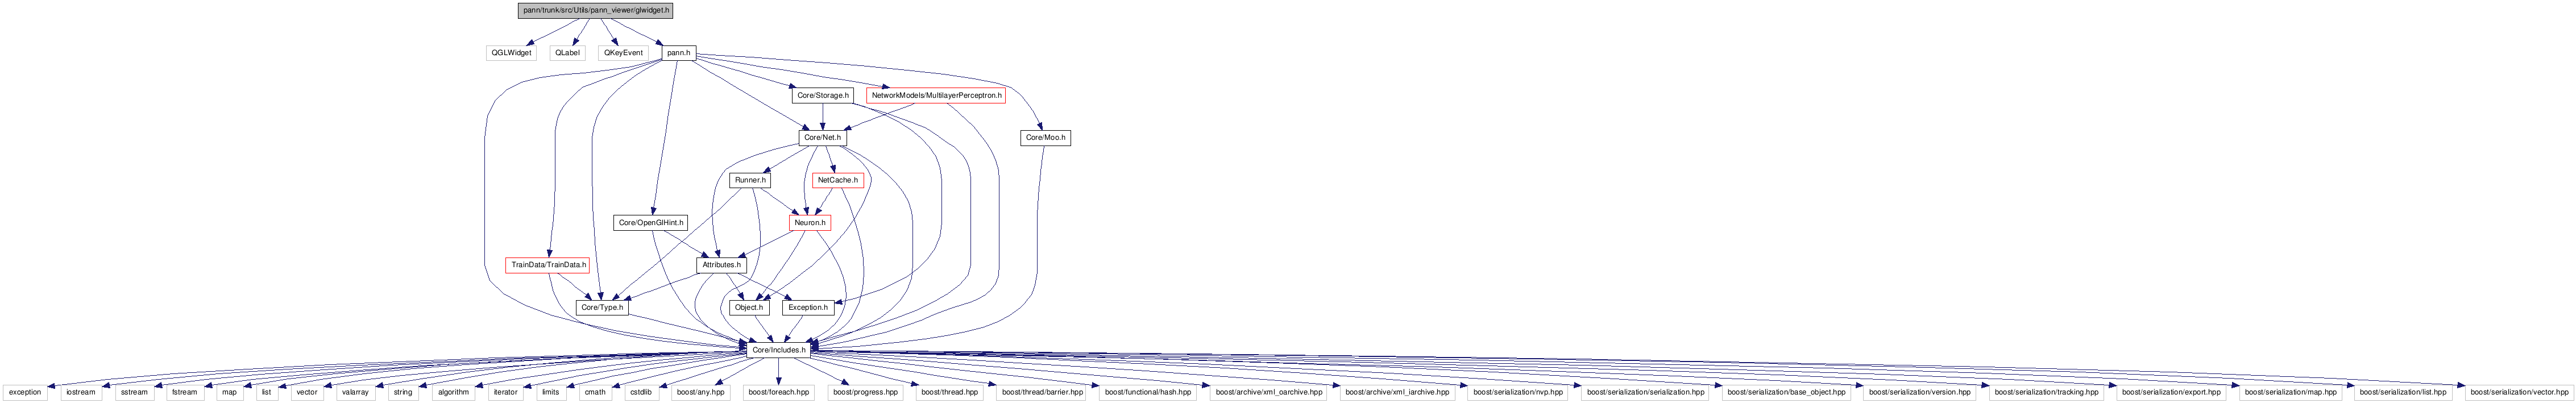 pann/trunk/src/Utils/pann_viewer/glwidget.h
QGLWidget
QLabel
QKeyEvent
pann.h
Core/Storage.h
NetworkModels/MultilayerPerceptron.h
Core/Net.h
Core/Moo.h
Runner.h
NetCache.h
Core/OpenGlHint.h
Neuron.h
TrainData/TrainData.h
Attributes.h
Core/Type.h
Object.h
Exception.h
Core/Includes.h
exception
iostream
sstream
fstream
map
list
vector
valarray
string
algorithm
iterator
limits
cmath
cstdlib
boost/any.hpp
boost/foreach.hpp
boost/progress.hpp
boost/thread.hpp
boost/thread/barrier.hpp
boost/functional/hash.hpp
boost/archive/xml_oarchive.hpp
boost/archive/xml_iarchive.hpp
boost/serialization/nvp.hpp
boost/serialization/serialization.hpp
boost/serialization/base_object.hpp
boost/serialization/version.hpp
boost/serialization/tracking.hpp
boost/serialization/export.hpp
boost/serialization/map.hpp
boost/serialization/list.hpp
boost/serialization/vector.hpp